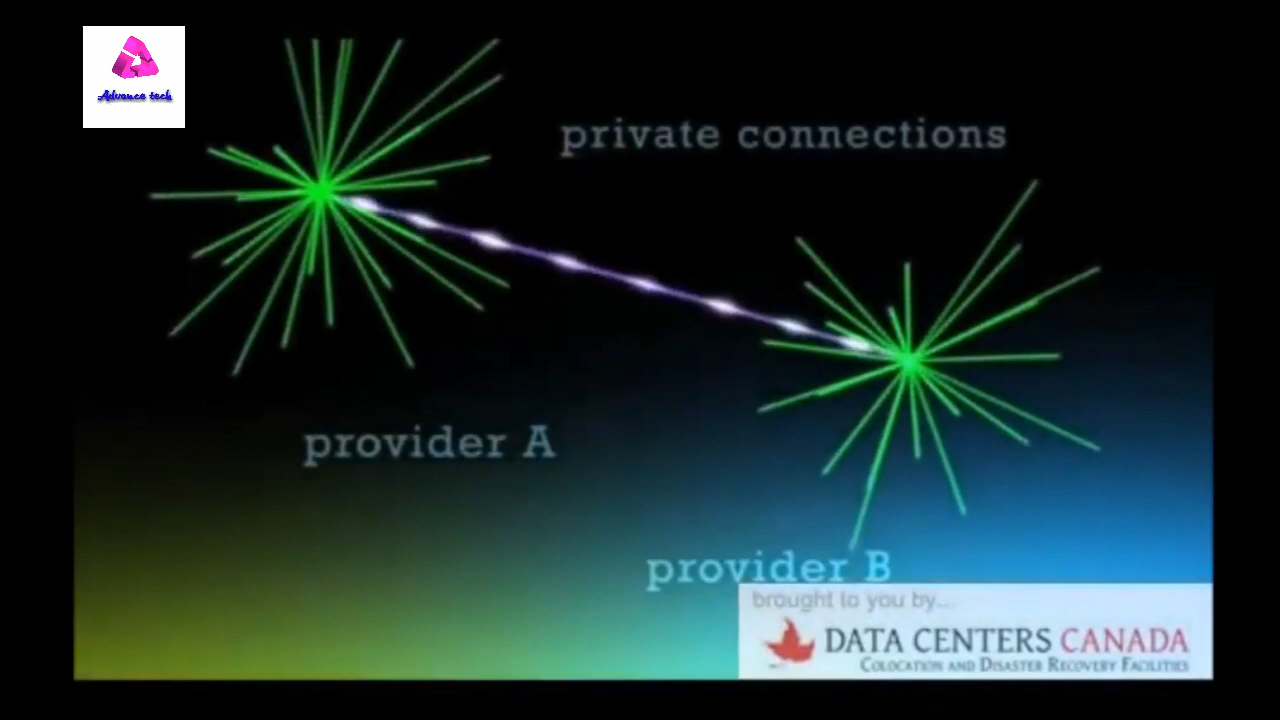 Advance tech
private connections
provider A
provider B
brought to you by...
DATA CENTERS CANADA
COLOCATION AND DISASTER RECOVERY FACILITIES